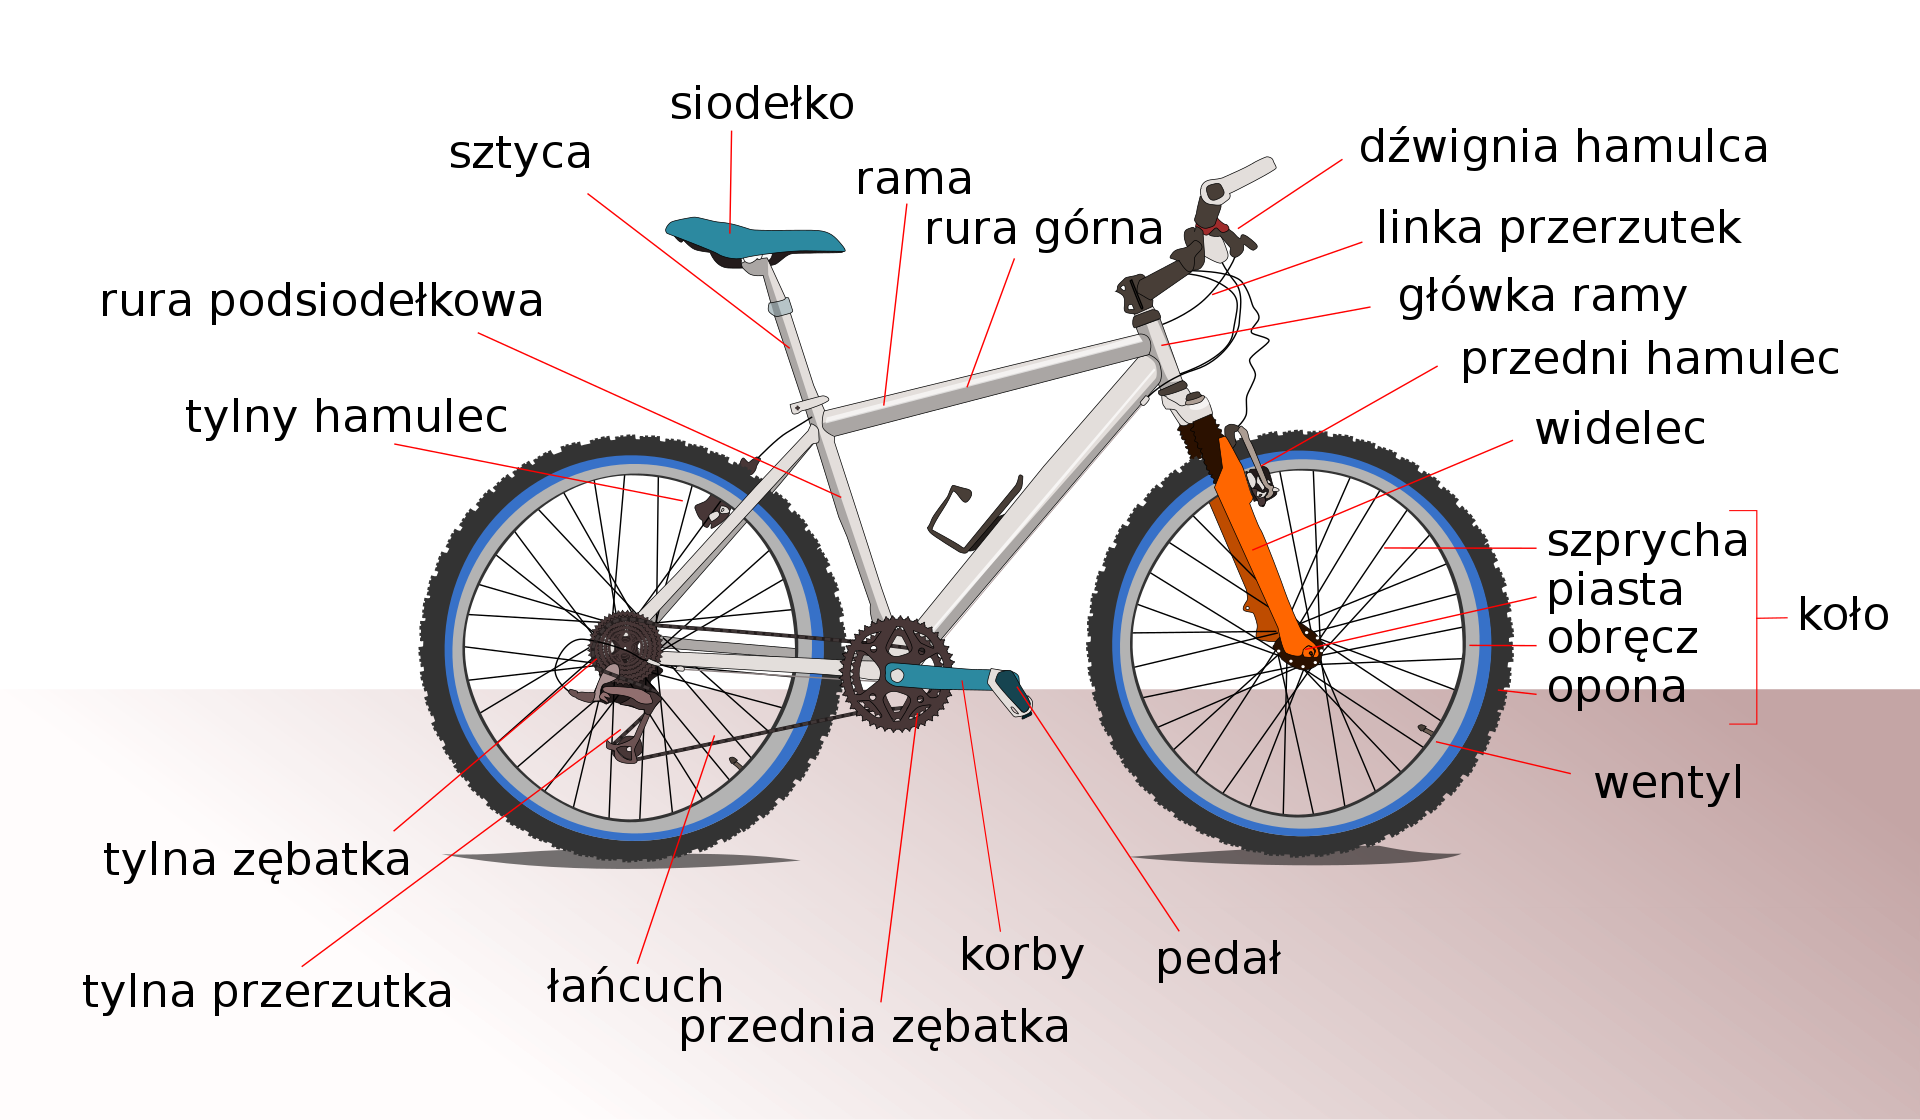 siodełko
sztyca
rama
rura górna
rura podsiodełkowa
tylny hamulec
dźwignia hamulca
linka przerzutek
główka ramy
przedni hamulec
widelec
szprycha
piasta
obręcz
opona
koło
wentyl
tylna zębatka
tylna przerzutka
łańcuch
przednia zębatka
korby
pedał